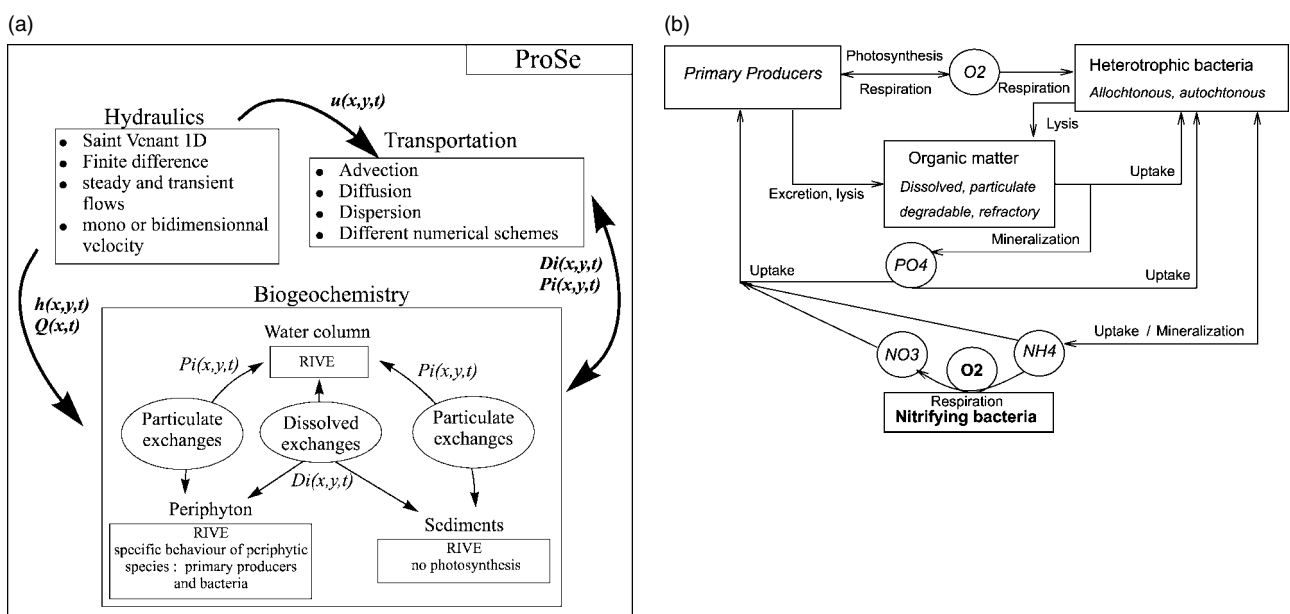 (a)
ProSe
u(x,y,t)
Hydraulics
• Saint Venant 1D
• Finite difference
• steady and transient
flows
• mono or bidimensionnal
velocity
Transportation
• Advection
• Diffusion
• Dispersion
• Different numerical schemes
h(x,y,t)
Q(x,t)
Di(x,y,t)
Pi(x,y,t)
Biogeochemistry
Water column
RIVE
Pi(x,y,t)
Pi(x,y,t)
Particulate
exchanges
Dissolved
exchanges
Particulate
exchanges
Di(x,y,t)
Periphyton
RIVE
specific behaviour of periphytic
species : primary producers
and bacteria
Sediments
RIVE
no photosynthesis
(b)
Primary Producers
Photosynthesis
Respiration
O2
Respiration
Heterotrophic bacteria
Allochtonous, autochtonous
Lysis
Organic matter
Dissolved, particulate
degradable, refractory
Excretion, lysis
Uptake
Mineralization
PO4
Uptake
Uptake
Uptake / Mineralization
NO3
O2
NH4
Respiration
Nitrifying bacteria